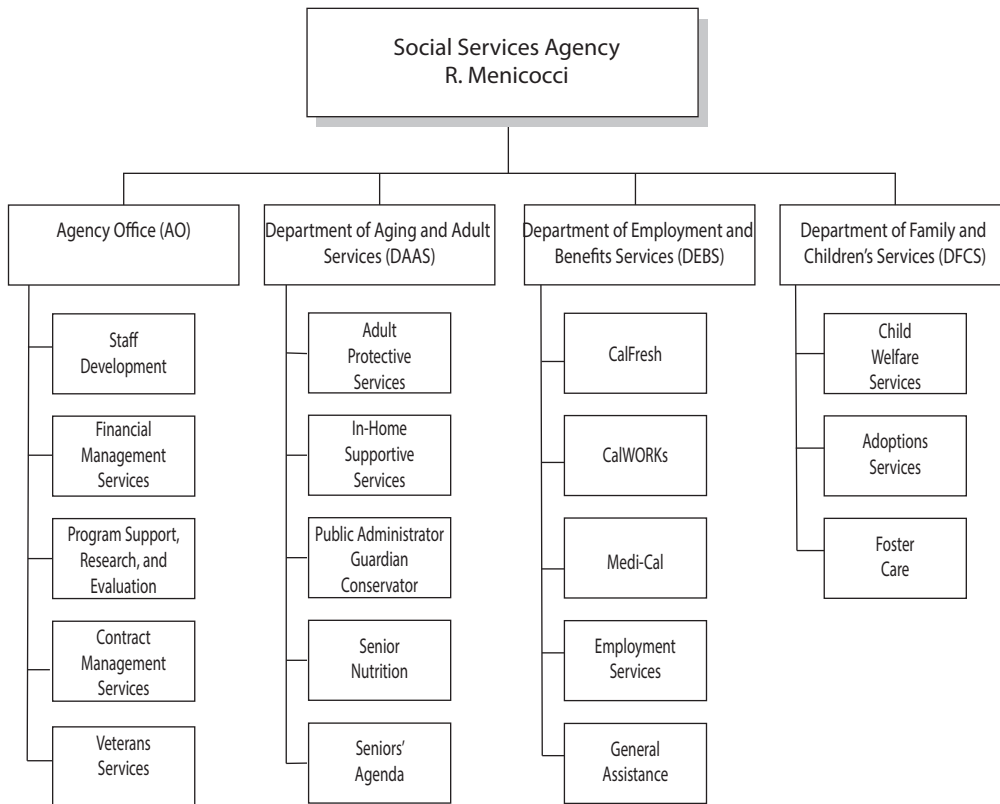 Social Services Agency
R. Menicocci
Agency Office (AO)
Department of Aging and Adult
Services (DAAS)
Department of Employment and
Benefits Services (DEBS)
Department of Family and
Children's Services (DFCS)
Staff
Development
Financial
Management
Services
Program Support,
Research, and
Evaluation
Contract
Management
Services
Veterans
Services
Adult
Protective
Services
In-Home
Supportive
Services
Public Administrator
Guardian
Conservator
Senior
Nutrition
Seniors'
Agenda
CalFresh
CalWORKs
Medi-Cal
Employment
Services
General
Assistance
Child
Welfare
Services
Adoptions
Services
Foster
Care